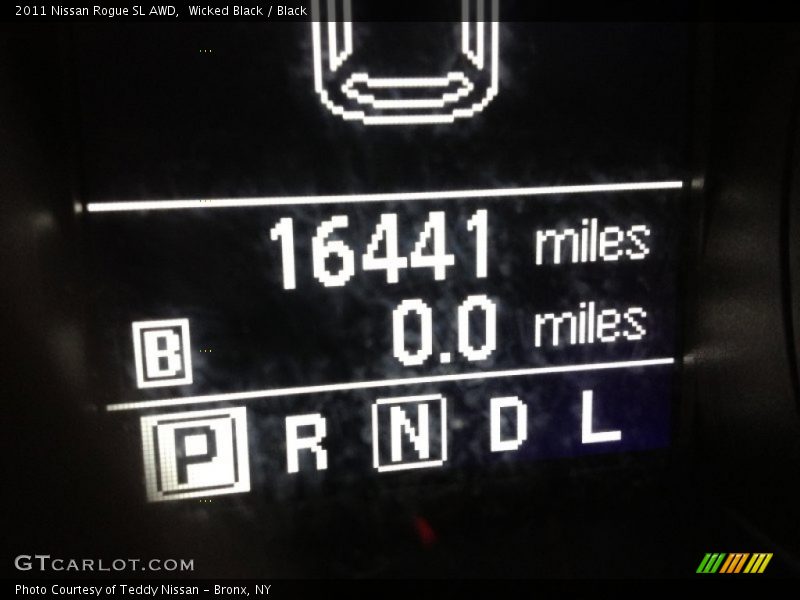 2011 Nissan Rogue SL AWD,  Wicked Black / Black
16441 miles
B 0.0 miles
P R N D L
GTCARLOT.COM
Photo Courtesy of Teddy Nissan - Bronx, NY